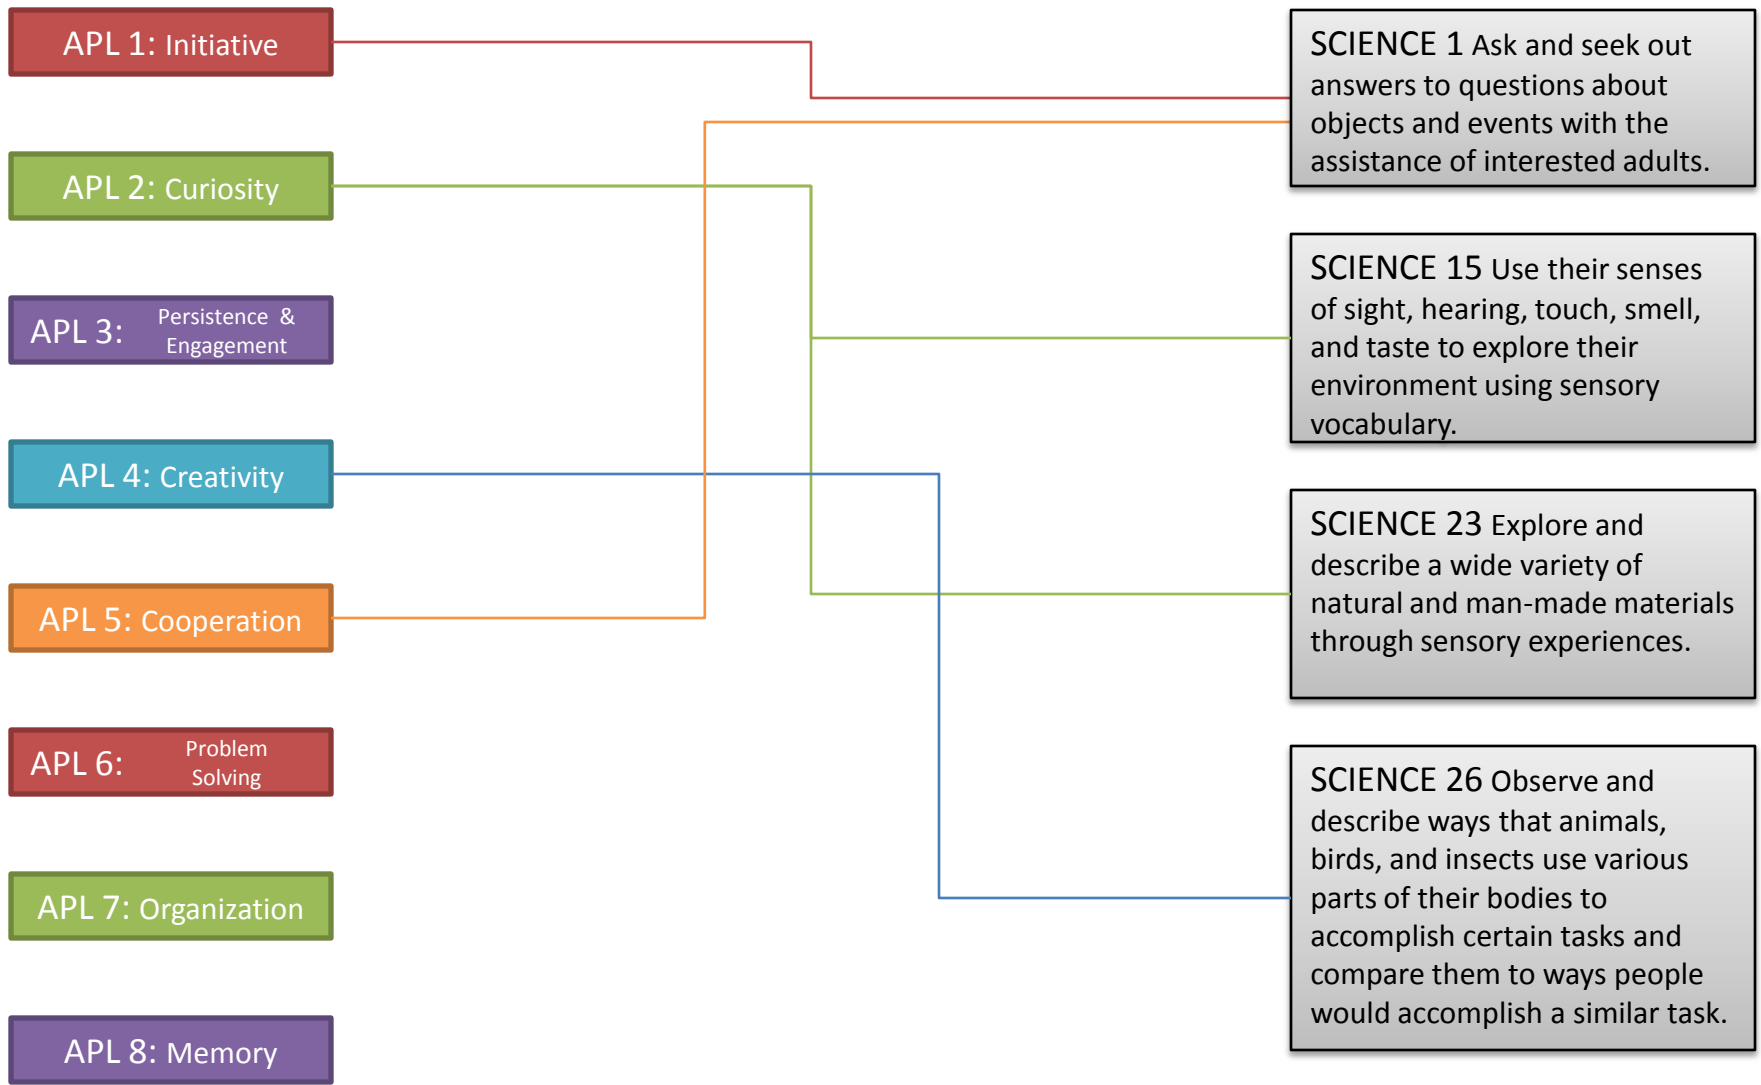 APL 1: Initiative
APL 2: Curiosity
APL 3: Persistence &
Engagement
APL 4: Creativity
APL 5: Cooperation
APL 6: Problem
Solving
APL 7: Organization
APL 8: Memory
SCIENCE 1 Ask and seek out
answers to questions about
objects and events with the
assistance of interested adults.
SCIENCE 15 Use their senses
of sight, hearing, touch, smell,
and taste to explore their
environment using sensory
vocabulary.
SCIENCE 23 Explore and
describe a wide variety of
natural and man-made materials
through sensory experiences.
SCIENCE 26 Observe and
describe ways that animals,
birds, and insects use various
parts of their bodies to
accomplish certain tasks and
compare them to ways people
would accomplish a similar task.